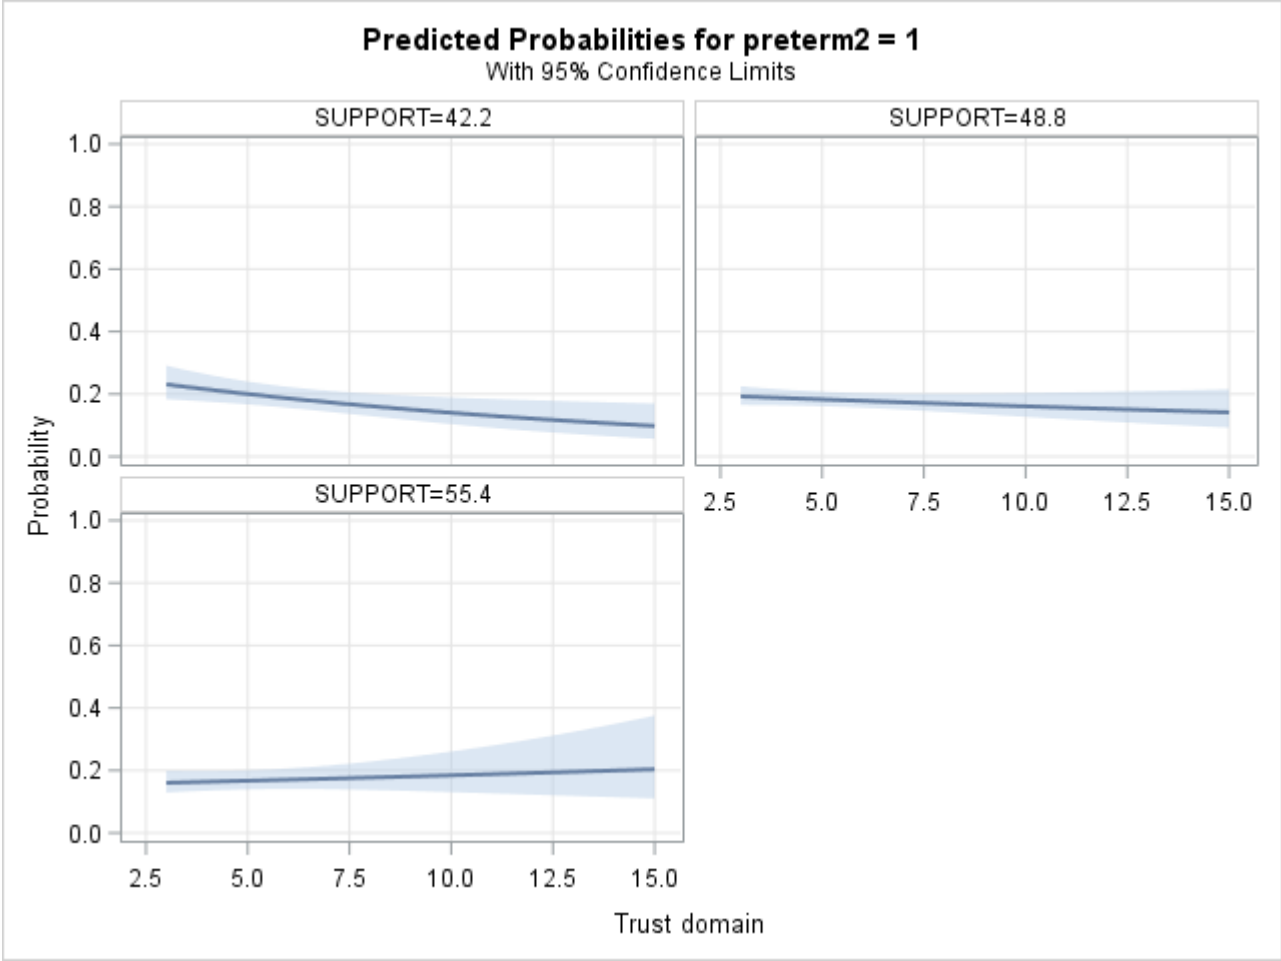 Predicted Probabilities for preterm2 = 1
With 95% Confidence Limits
SUPPORT=42.2
SUPPORT=48.8
1.0
0.8
0.6
0.4
0.2
0.0
2.5 5.0 7.5 10.0 12.5 15.0
SUPPORT=55.4
1.0
0.8
0.6
0.4
0.2
0.0
2.5 5.0 7.5 10.0 12.5 15.0
Probability
Trust domain